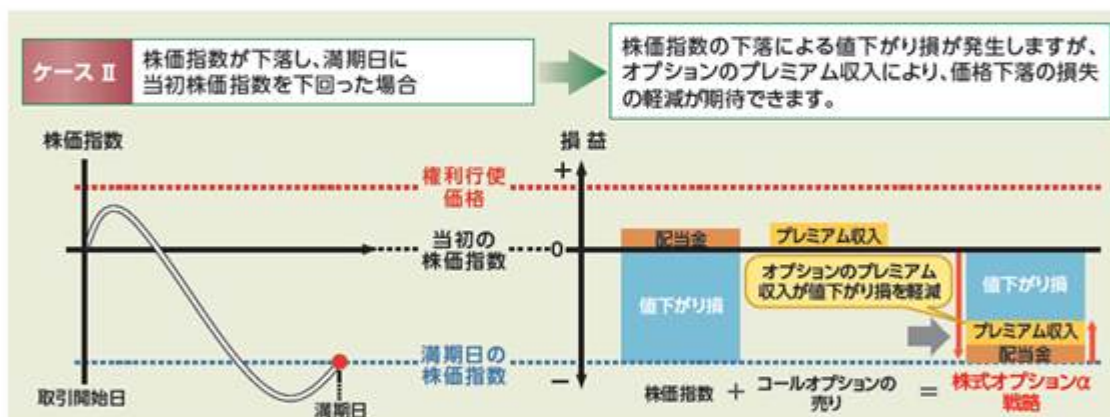 ケース II
株価指数が下落し、満期日に
当初株価指数を下回った場合
株価指数の下落による値下がり損が発生しますが、
オプションのプレミアム収入により、価格下落の損失
の軽減が期待できます。
株価指数
権利行使
価格
当初の
株価指数
満期日の
株価指数
取引開始日
満期日
損益
+
0
−
配当金
値下がり損
プレミアム収入
オプションのプレミアム
収入が値下がり損を軽減
値下がり損
プレミアム収入
配当金
株価指数 + コールオプションの
売り
= 株式オプションα
戦略